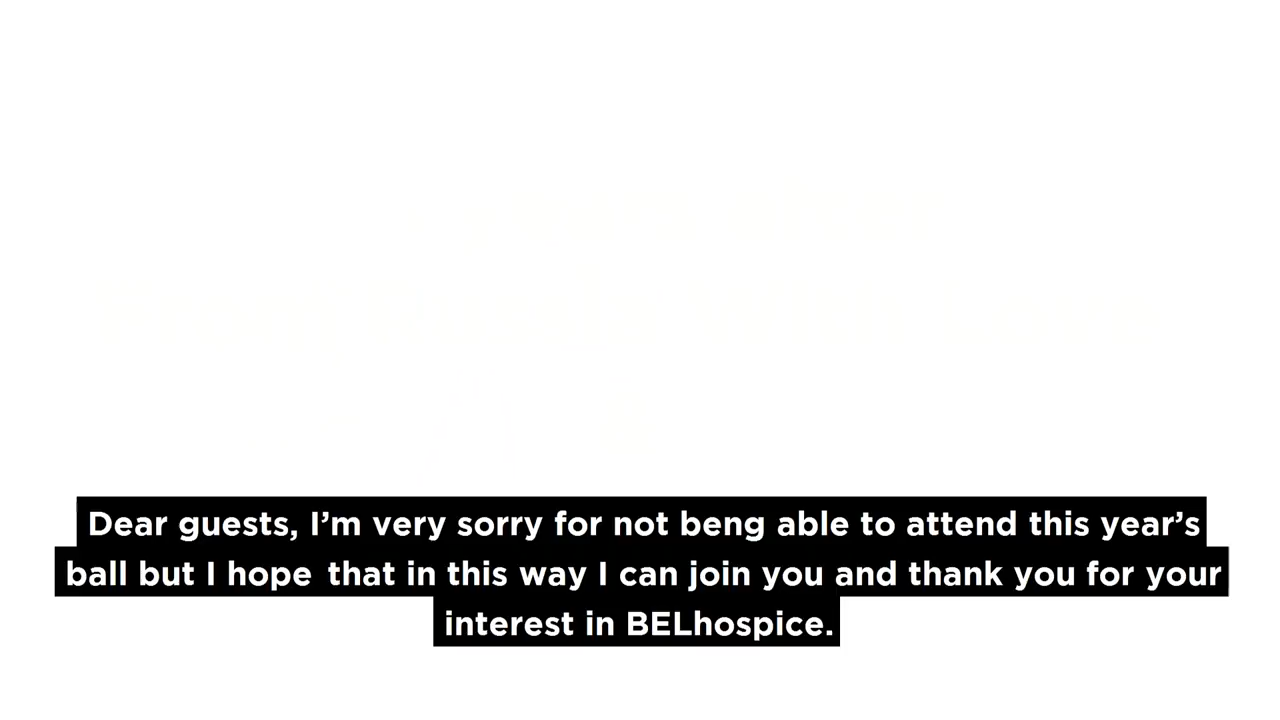 Dear guests, I’m very sorry for not beng able to attend this year’s
ball but I hope that in this way I can join you and thank you for your
interest in BELhospice.